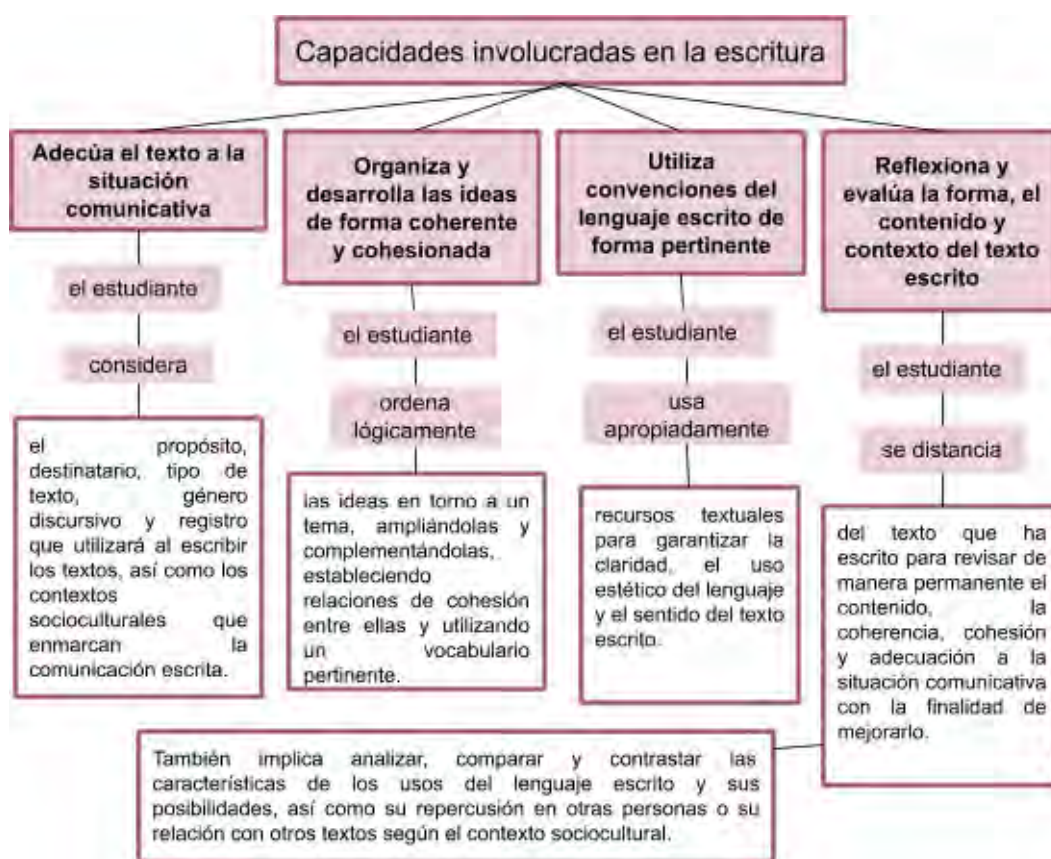 Capacidades involucradas en la escritura
Adecúa el texto a la
situación
comunicativa
el estudiante
considera
el propósito,
destinatario, tipo de
texto, género
discursivo y registro
que utilizará al escribir
los textos, así como los
contextos
socioculturales que
enmarcan la
comunicación escrita.
Organiza y
desarrolla las ideas
de forma coherente
y cohesionada
el estudiante
ordena
lógicamente
las ideas en torno a un
tema, ampliándolas y
complementándolas,
estableciendo
relaciones de cohesión
entre ellas y utilizando
un vocabulario
pertinente.
Utiliza
convenciones del
lenguaje escrito de
forma pertinente
el estudiante
usa
apropiadamente
recursos textuales
para garantizar la
claridad, el uso
estético del lenguaje
y el sentido del texto
escrito.
Reflexiona y
evalúa la forma, el
contenido y
contexto del texto
escrito
el estudiante
se distancia
del texto que ha
escrito para revisar de
manera permanente el
contenido, la
coherencia, cohesión
y adecuación a la
situación comunicativa
con la finalidad de
mejorarlo.
También implica analizar, comparar y contrastar las
características de los usos del lenguaje escrito y sus
posibilidades, así como su repercusión en otras personas o su
relación con otros textos según el contexto sociocultural.